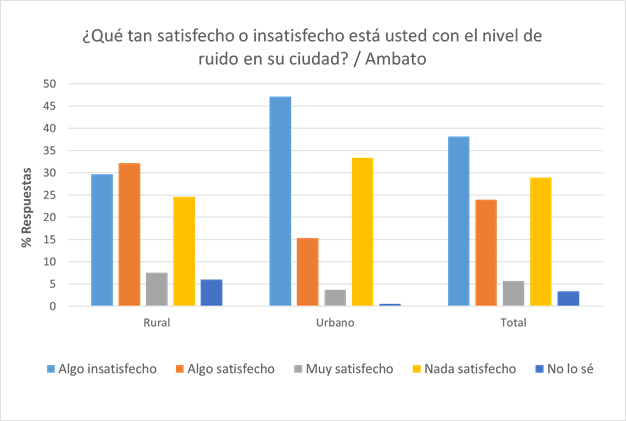 ¿Qué tan satisfecho o insatisfecho está usted con el nivel de
ruido en su ciudad? / Ambato
50
45
40
35
30
25
20
15
10
5
0
% Respuestas
Rural Urbano Total
Algo insatisfecho Algo satisfecho Muy satisfecho Nada satisfecho No lo sé